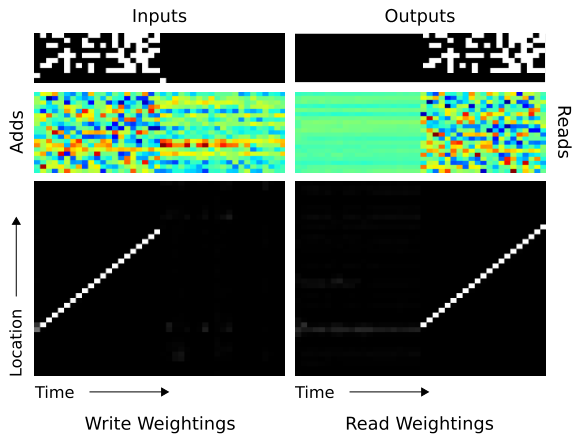 Inputs
Outputs
Adds
Reads
Location
Time
Time
Write Weightings
Read Weightings